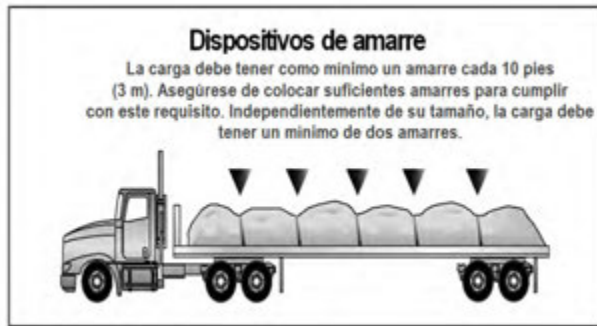 Dispositivos de amarre
La carga debe tener como mínimo un amarre cada 10 pies
(3 m). Asegúrese de colocar suficientes amarres para cumplir
con este requisito. Independientemente de su tamaño, la carga debe
tener un mínimo de dos amarres.